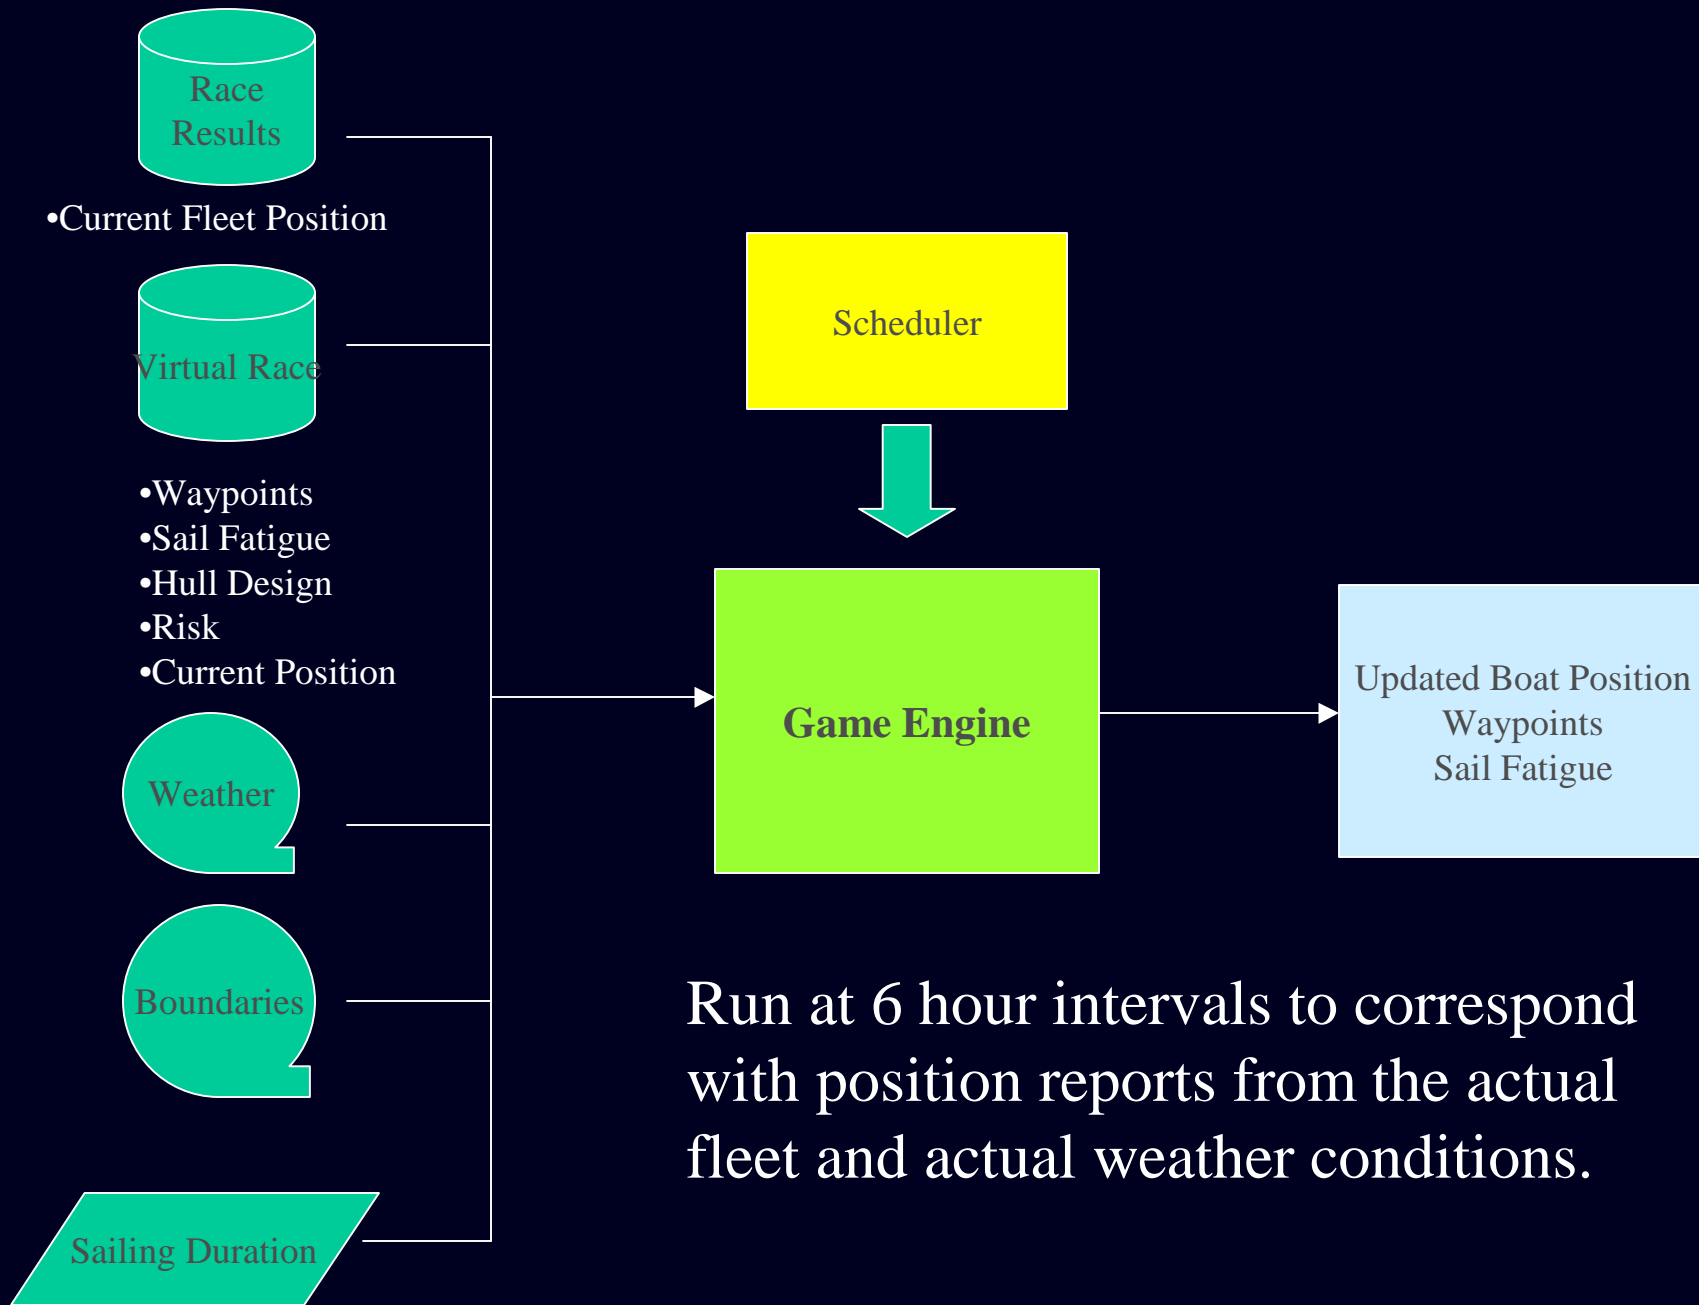 Race
Results
•Current Fleet Position
Virtual Race
•Waypoints
•Sail Fatigue
•Hull Design
•Risk
•Current Position
Weather
Boundaries
Sailing Duration
Scheduler
Game Engine
Updated Boat Position
Waypoints
Sail Fatigue
Run at 6 hour intervals to correspond
with position reports from the actual
fleet and actual weather conditions.